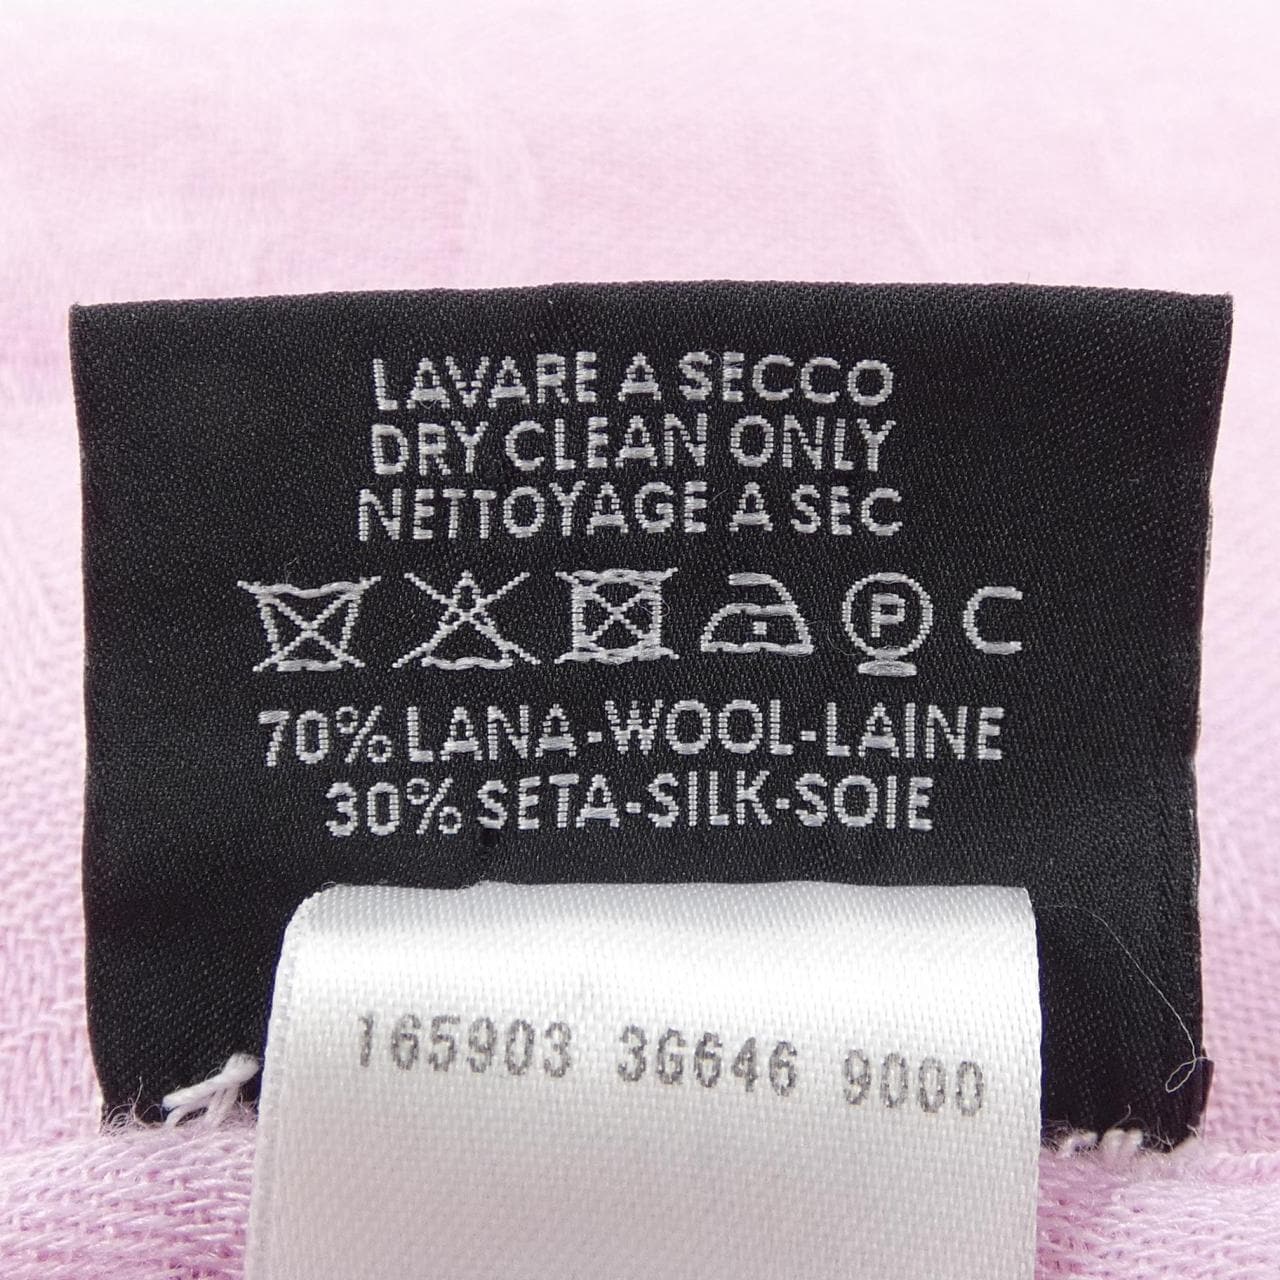 LAVARE A SECCO
DRY CLEAN ONLY
NETTOYAGE A SEC
P C
70% LANA-WOOL-LAINE
30% SETA-SILK-SOIE
165903 3G646 9000